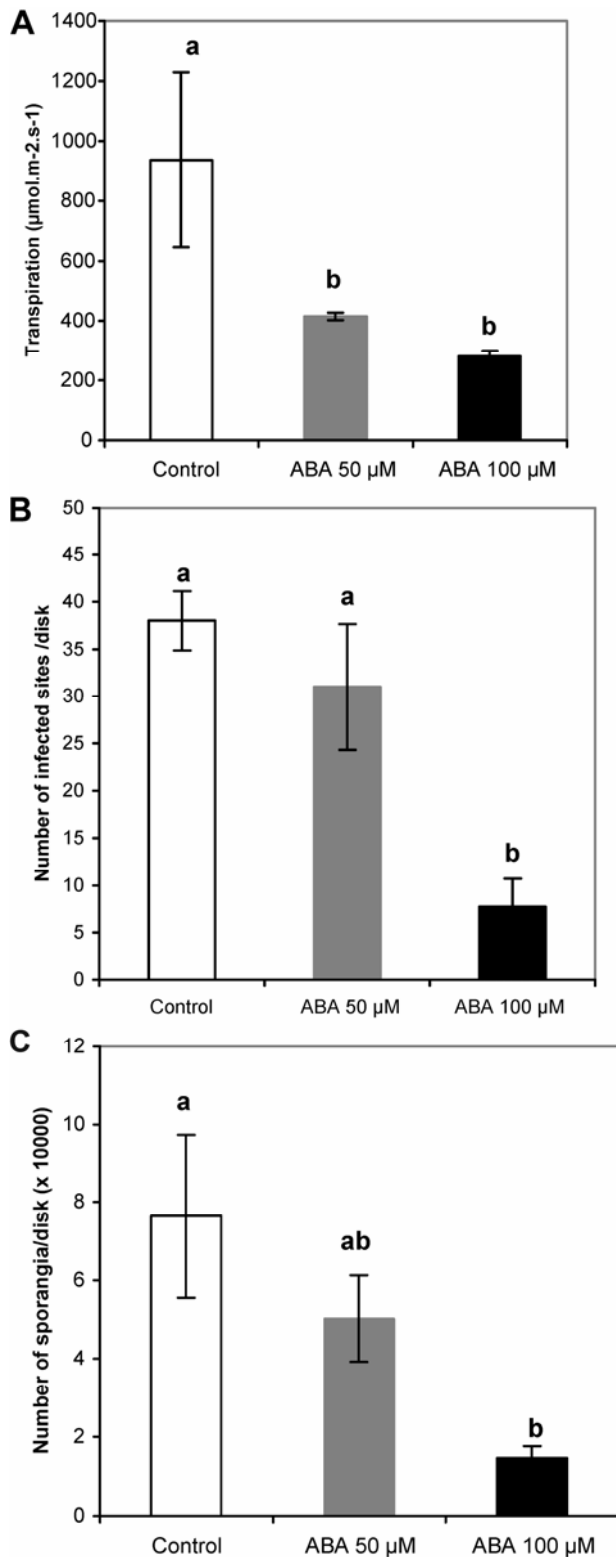 A
Transpiration (µmol.m-2.s-1)
1400
1200
1000
800
600
400
200
0
a
b
b
Control
ABA 50 µM
ABA 100 µM
B
Number of infected sites /disk
50
45
40
35
30
25
20
15
10
5
0
a
a
b
Control
ABA 50 µM
ABA 100 µM
C
Number of sporangia/disk (x 10000)
12
10
8
6
4
2
0
a
ab
b
Control
ABA 50 µM
ABA 100 µM